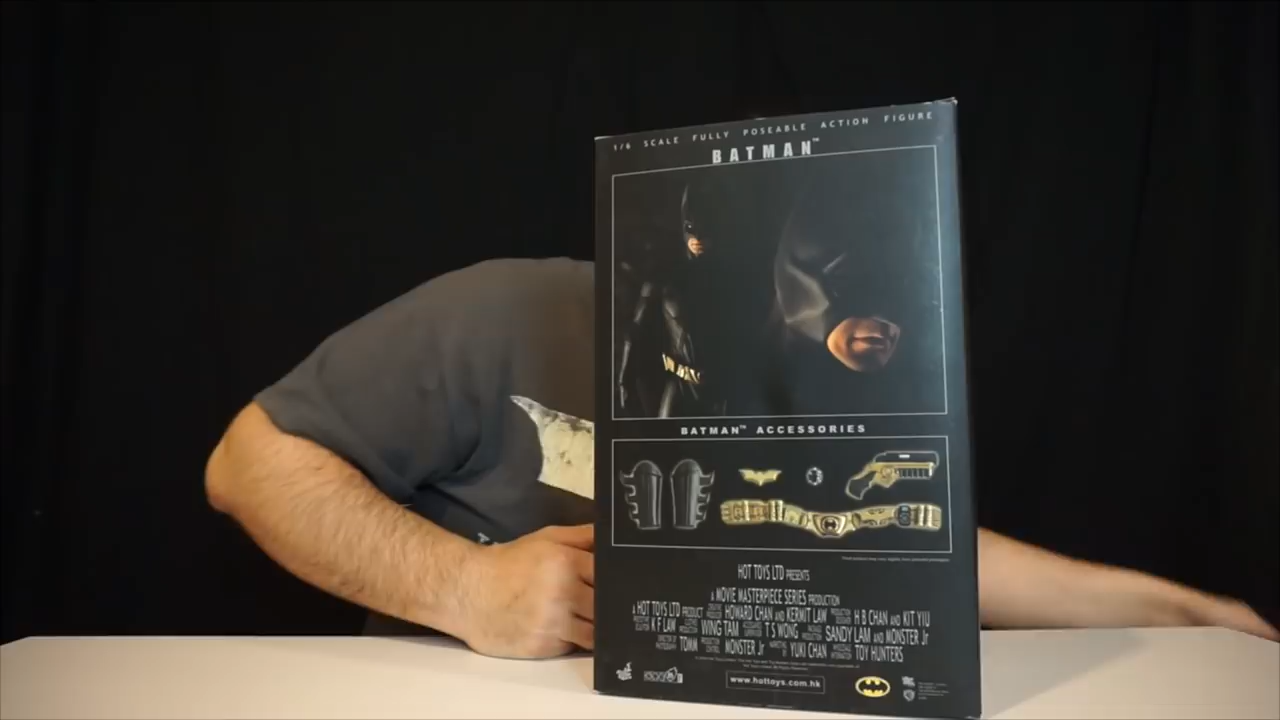 1/6 SCALE FULLY POSEABLE ACTION FIGURE
BATMAN™
BATMAN™ ACCESSORIES
HOT TOYS LTD PRESENTS
A MOVIE MASTERPIECE SERIES PRODUCTION
A HOT TOYS LTD PRODUCT HOWARD CHAN AND KERMIT LAW H B CHAN AND KIT YIU
K F LAW WING TAM T S WONG SANDY LAM AND MONSTER Jr
TOMM MONSTER Jr YUKI CHAN TOY HUNTERS
www.hottoys.com.hk